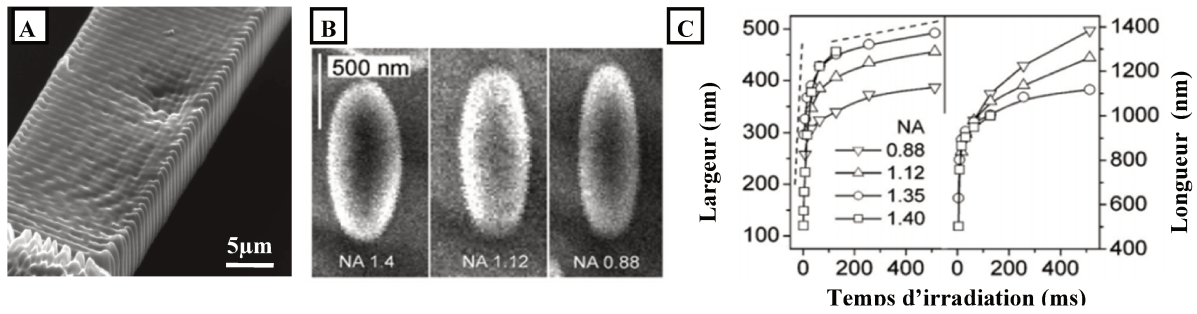 A
5µm
B
500 nm
NA 1.4
NA 1.12
NA 0.88
C
Largeur (nm)
500
400
300
200
100
NA
0.88
1.12
1.35
1.40
0 200 400
0 200 400
1400
1200
1000
800
600
400
Longueur (nm)
Temps d'irradiation (ms)